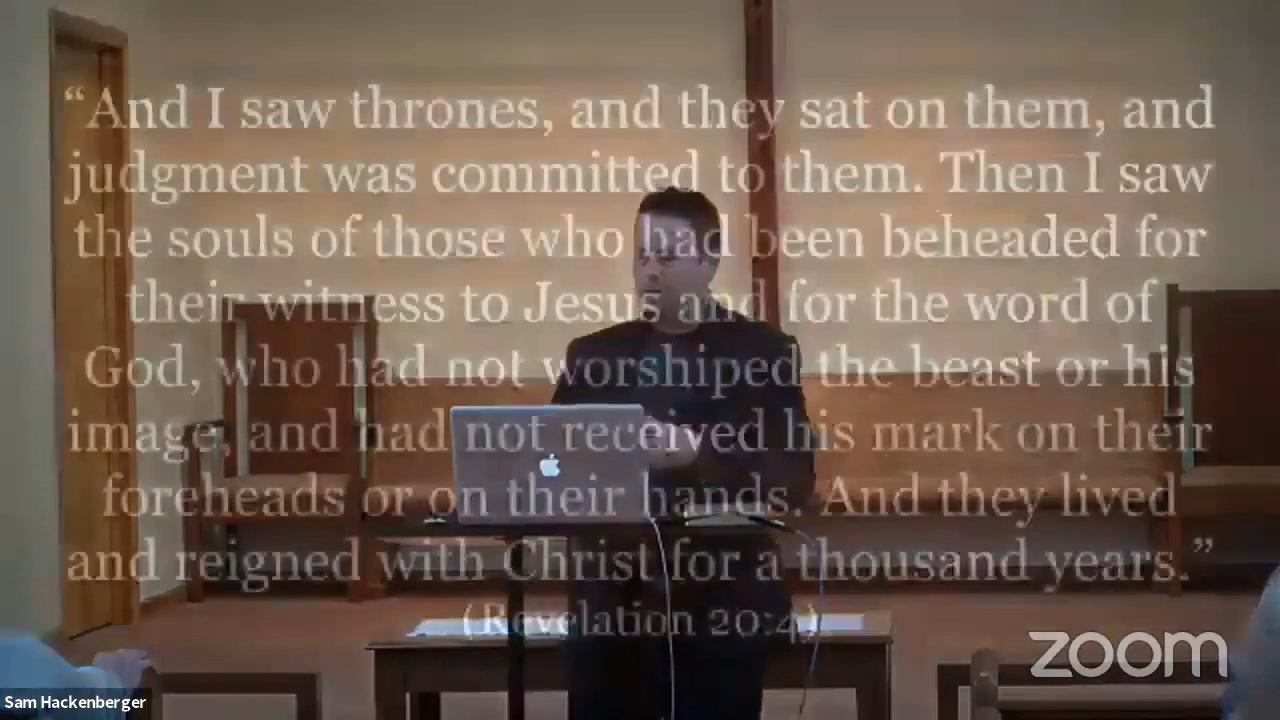 “And I saw thrones, and they sat on them, and
judgment was committed to them. Then I saw
the souls of those who had been beheaded for
their witness to Jesus and for the word of
God, who had not worshiped the beast or his
image, and had not received his mark on their
foreheads or on their hands. And they lived
and reigned with Christ for a thousand years.”
(Revelation 20:4)
zoom
Sam Hackenberger